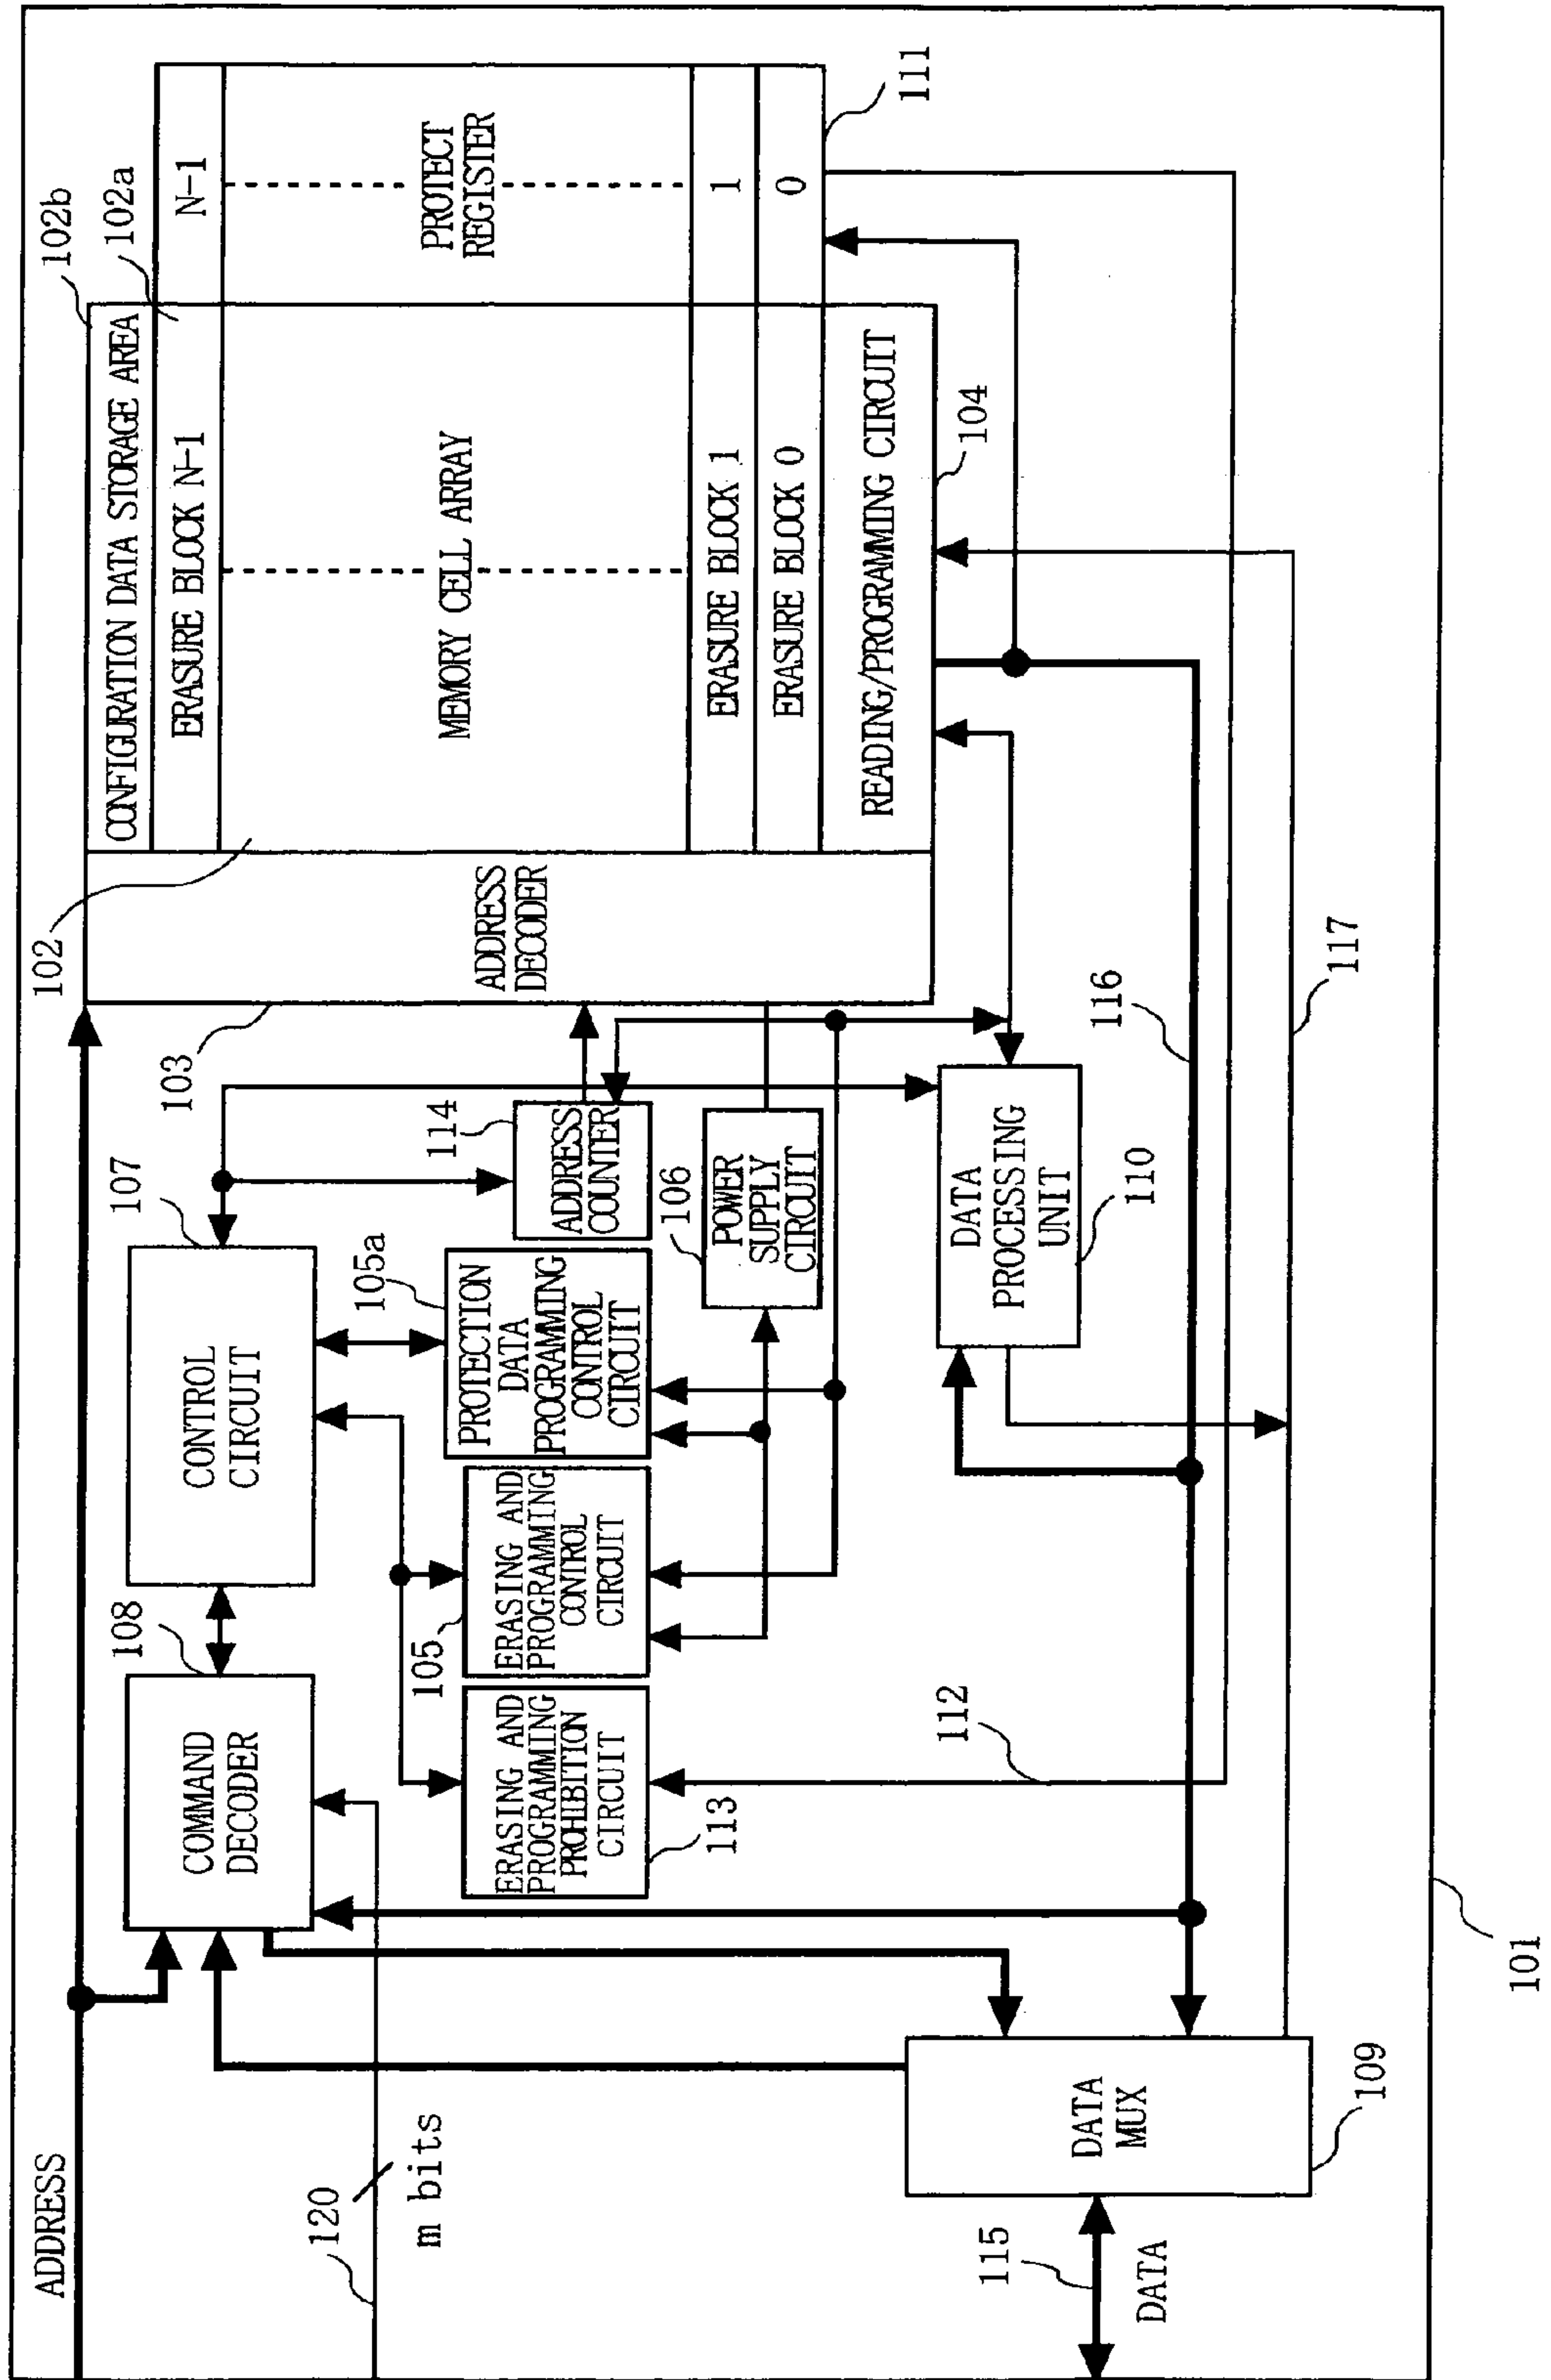 ADDRESS
120
m bits
115
DATA
DATA
MUX
109
101
108
COMMAND
DECODER
107
CONTROL
CIRCUIT
105
ERASING AND
PROGRAMMING
PROHIBITION
CIRCUIT
113
112
ERASING AND
PROGRAMMING
CONTROL
CIRCUIT
105a
PROTECTION
DATA
PROGRAMMING
CONTROL
CIRCUIT
114
ADDRESS
COUNTER
106
POWER
SUPPLY
CIRCUIT
DATA
PROCESSING
UNIT
110
116
117
103
102
ADDRESS
DECODER
102b
102a
CONFIGURATION DATA STORAGE AREA
ERASURE BLOCK N-1
N-1
MEMORY CELL ARRAY
PROTECT
REGISTER
ERASURE BLOCK 1
1
ERASURE BLOCK 0
0
READING/PROGRAMMING CIRCUIT
104
111